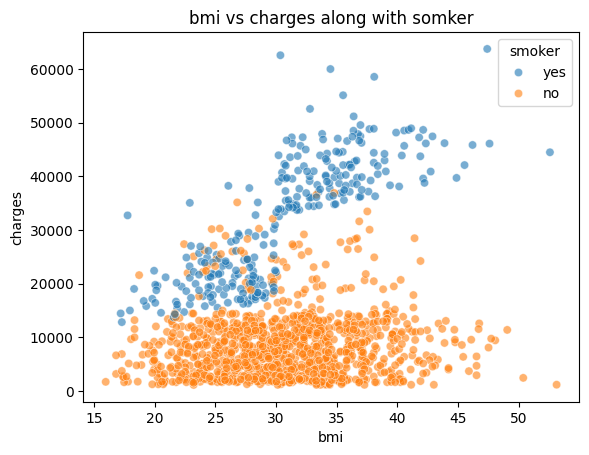 bmi vs charges along with somker
smoker
yes
no
charges
60000
50000
40000
30000
20000
10000
0
15 20 25 30 35 40 45 50
bmi